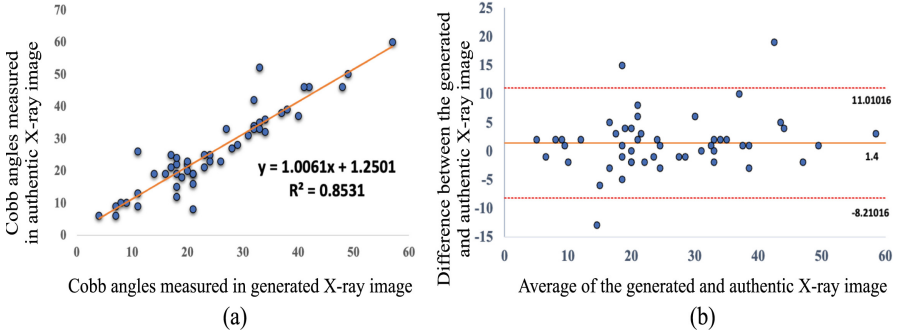 70
60
50
40
30
20
10
0
0 10 20 30 40 50 60
Cobb angles measured
in authentic X-ray image
y = 1.0061x + 1.2501
R² = 0.8531
Cobb angles measured in generated X-ray image
(a)
25
20
15
10
5
0
-5
-10
-15
0 10 20 30 40 50 60
Difference between the generated
and authentic X-ray image
11.01016
1.4
-8.21016
Average of the generated and authentic X-ray image
(b)